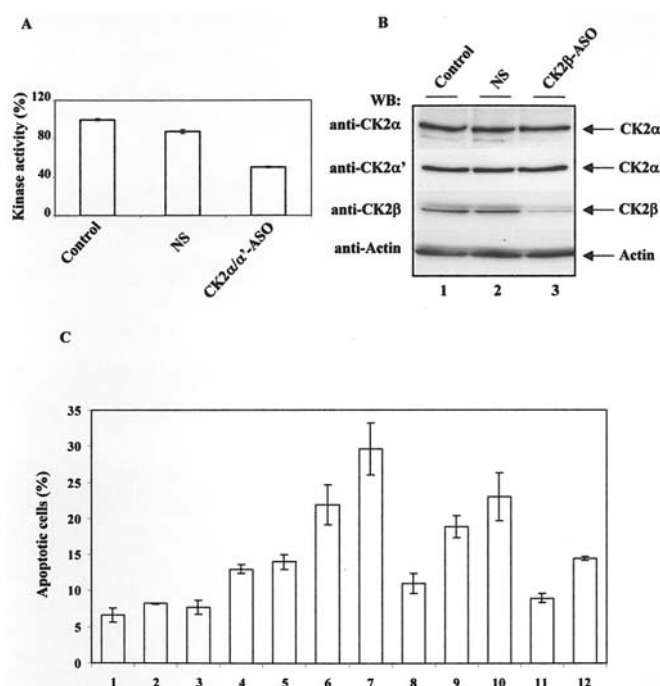 A
Kinase activity (%)
120
80
40
0
Control
NS
CK2α/α'-ASO
B
Control
NS
CK2β-ASO
WB:
anti-CK2α
CK2α
anti-CK2α'
CK2α
anti-CK2β
CK2β
anti-Actin
Actin
1 2 3
C
Apoptotic cells (%)
35
30
25
20
15
10
5
0
1 2 3 4 5 6 7 8 9 10 11 12